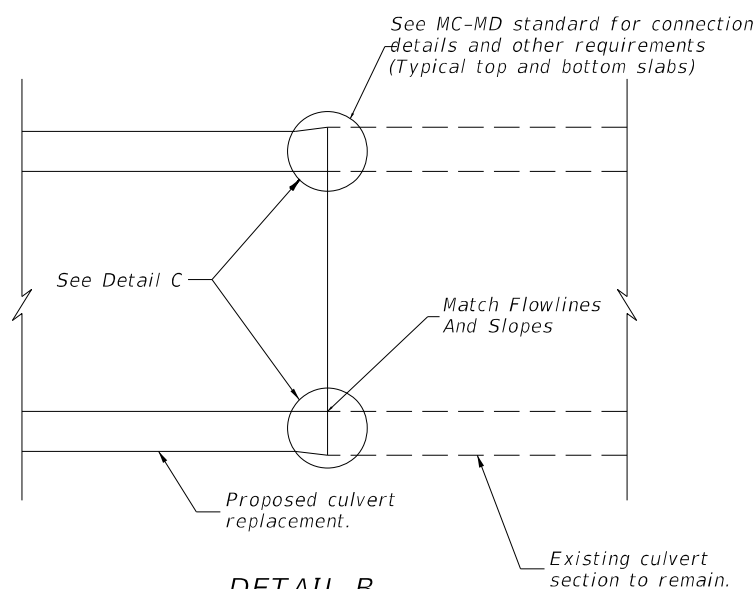 See MC-MD standard for connection
details and other requirements
(Typical top and bottom slabs)
See Detail C
Match Flowlines
And Slopes
Proposed culvert
replacement.
Existing culvert
section to remain.
DETAIL B